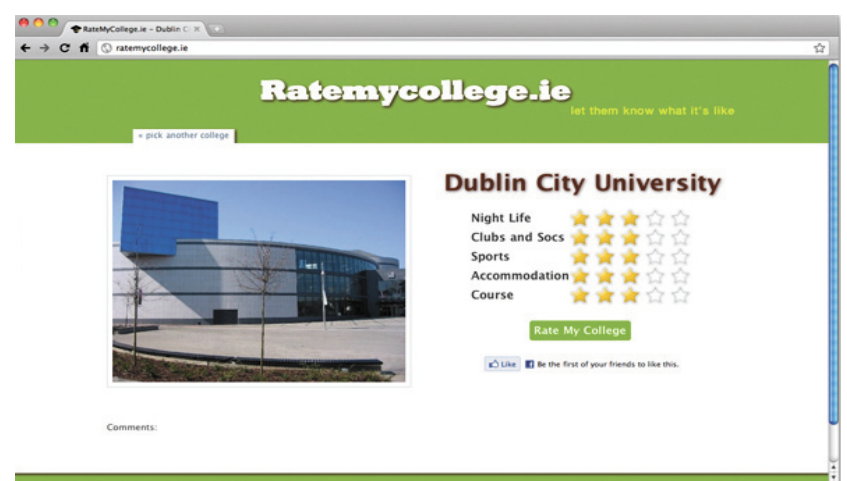 RateMyCollege.ie – Dublin C
ratemycollege.ie
Ratemycollege.ie
let them know what it's like
« pick another college
Dublin City University
Night Life
Clubs and Socs
Sports
Accommodation
Course
Rate My College
Like Be the first of your friends to like this.
Comments: